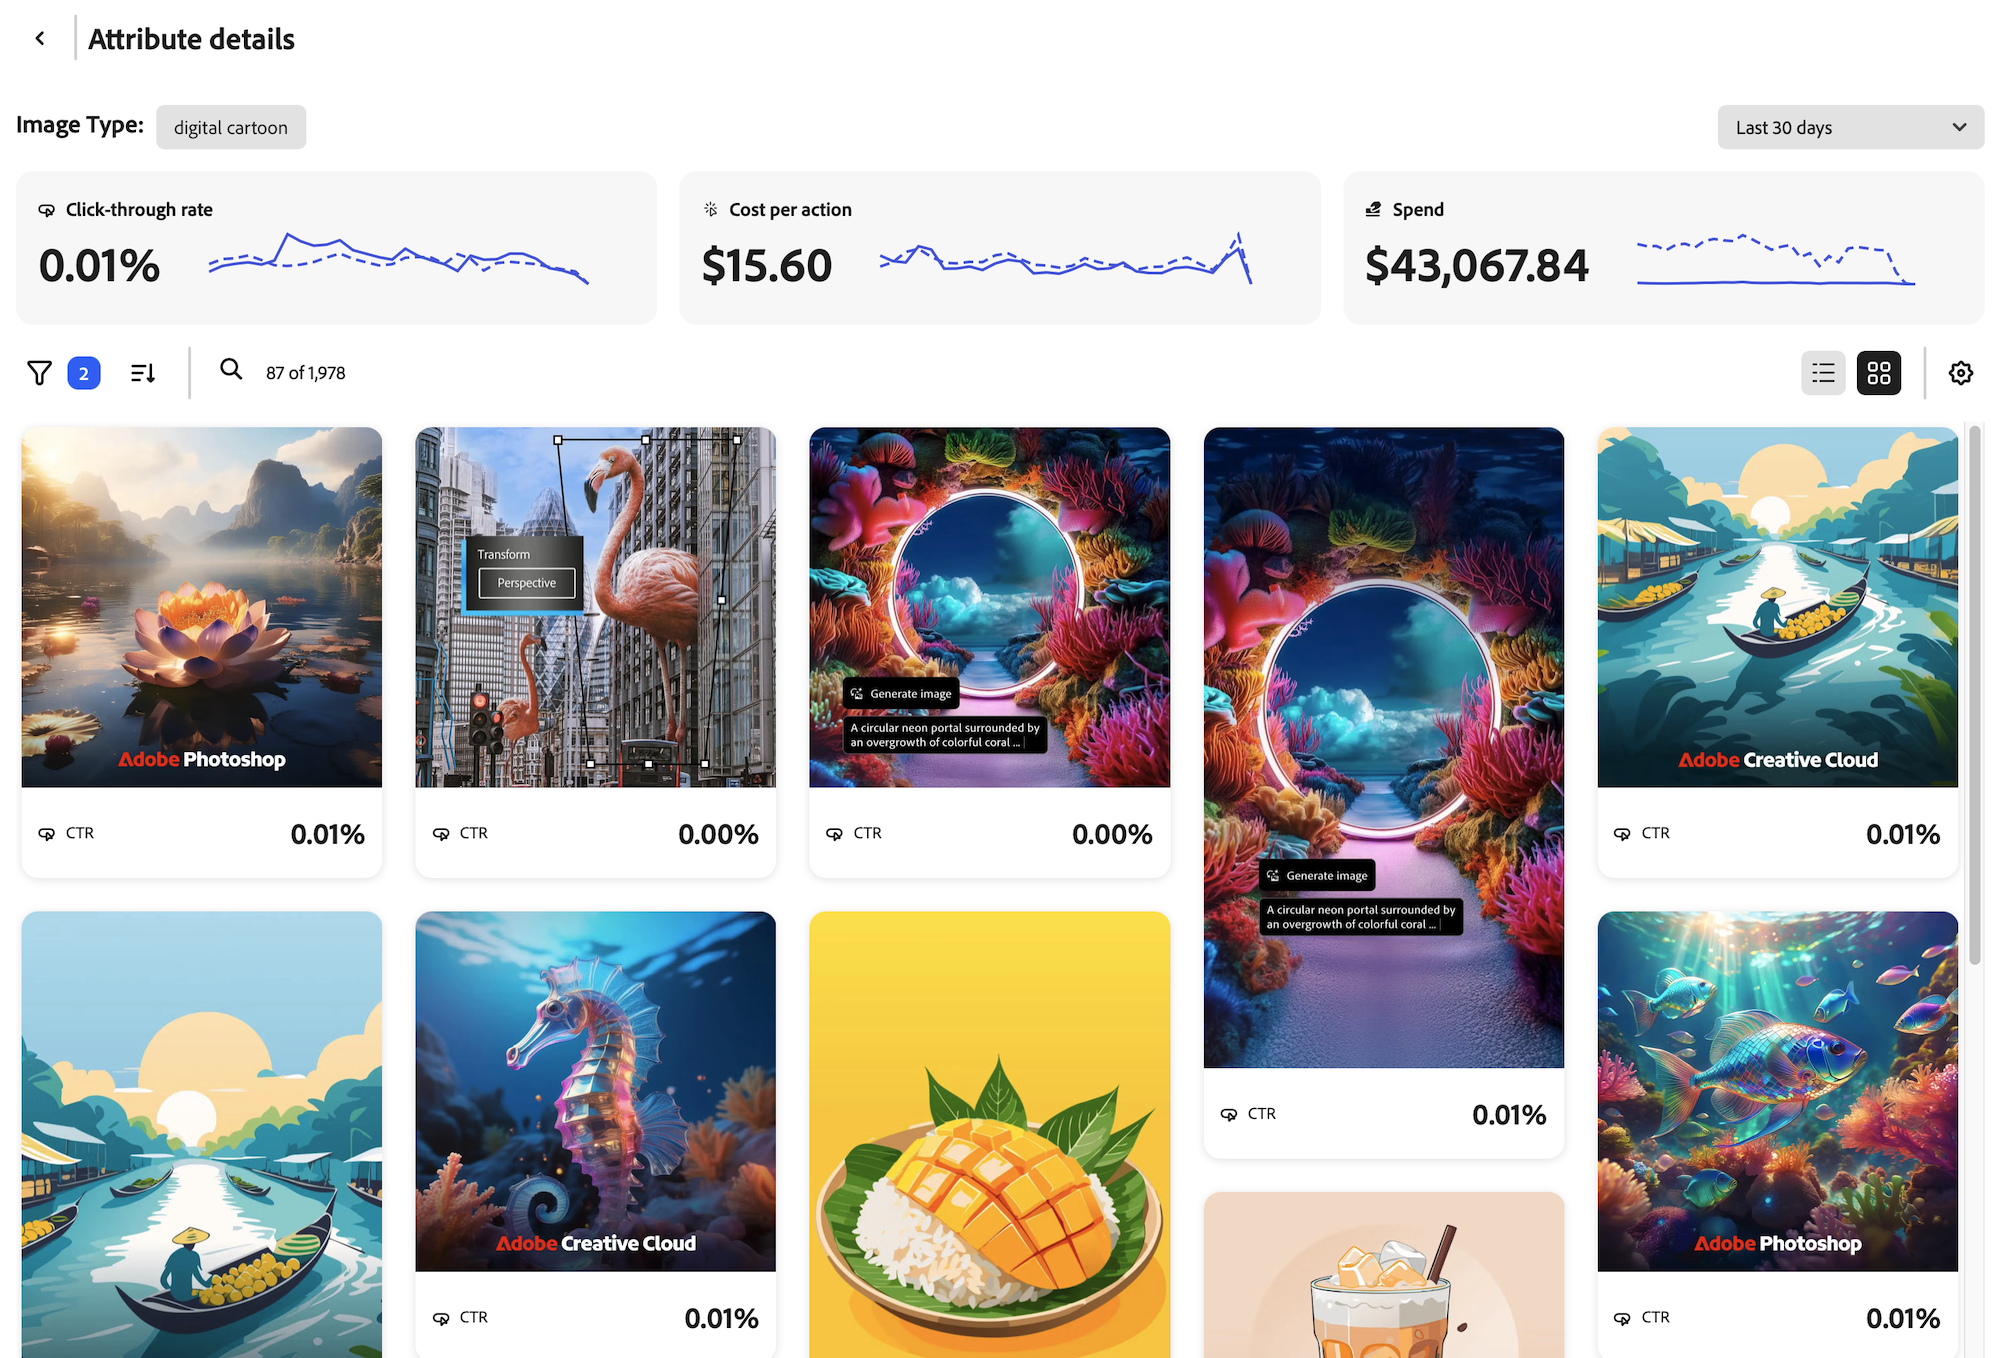 Attribute details
Image Type: digital cartoon
Last 30 days
Click-through rate
0.01%
Cost per action
$15.60
Spend
$43,067.84
2
87 of 1,978
Adobe Photoshop
CTR 0.01%
Transform
Perspective
CTR 0.00%
Generate image
A circular neon portal surrounded by
an overgrowth of colorful coral ...
CTR 0.00%
Generate image
A circular neon portal surrounded by
an overgrowth of colorful coral ...
CTR 0.01%
Adobe Creative Cloud
CTR 0.01%
Adobe Creative Cloud
CTR 0.01%
Adobe Photoshop
CTR 0.01%